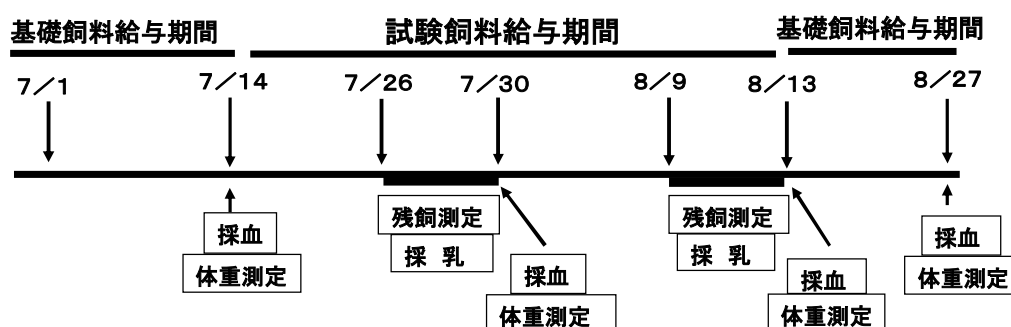 基礎飼料給与期間
試験飼料給与期間
基礎飼料給与期間
7／1
7／14
7／26
7／30
8／9
8／13
8／27
採血
体重測定
残飼測定
採 乳
採血
体重測定
残飼測定
採 乳
採血
体重測定
採血
体重測定